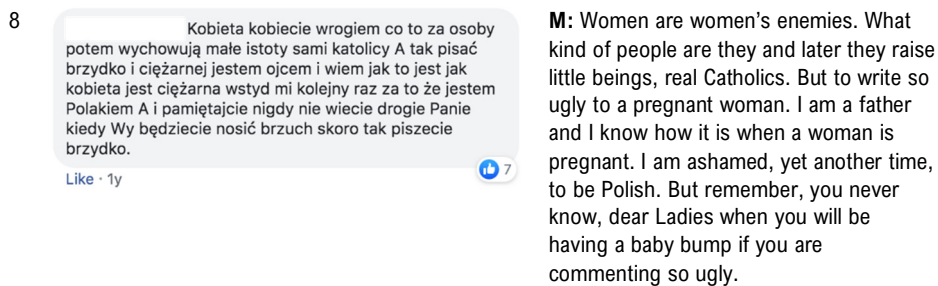 8
Kobieta kobiecie wrogiem co to za osoby
potem wychowują małe istoty sami katolicy A tak pisać
brzydko i ciężarnej jestem ojcem i wiem jak to jest jak
kobieta jest ciężarna wstyd mi kolejny raz za to że jestem
Polakiem A i pamiętajcie nigdy nie wiecie drogie Panie
kiedy Wy będziecie nosić brzuch skoro tak piszecie
brzydko.
Like · 1y
7
M: Women are women’s enemies. What
kind of people are they and later they raise
little beings, real Catholics. But to write so
ugly to a pregnant woman. I am a father
and I know how it is when a woman is
pregnant. I am ashamed, yet another time,
to be Polish. But remember, you never
know, dear Ladies when you will be
having a baby bump if you are
commenting so ugly.